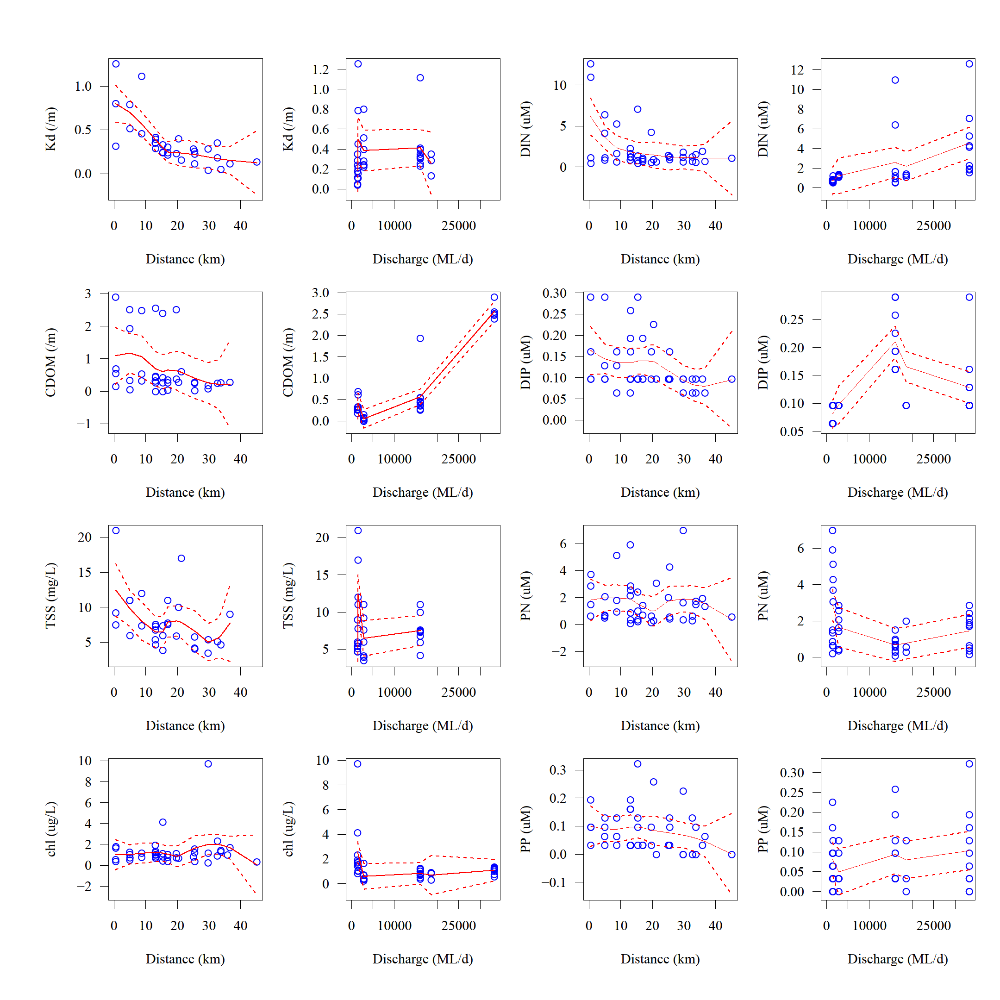 Kd (/m)
1.0
0.5
0.0
0 10 20 30 40
Distance (km)
Kd (/m)
1.2
1.0
0.8
0.6
0.4
0.2
0.0
0 10000 25000
Discharge (ML/d)
DIN (uM)
10
5
0
0 10 20 30 40
Distance (km)
DIN (uM)
12
10
8
6
4
2
0
0 10000 25000
Discharge (ML/d)
CDOM (/m)
3
2
1
0
−1
0 10 20 30 40
Distance (km)
CDOM (/m)
3.0
2.5
2.0
1.5
1.0
0.5
0.0
0 10000 25000
Discharge (ML/d)
DIP (uM)
0.30
0.25
0.20
0.15
0.10
0.05
0.00
0 10 20 30 40
Distance (km)
DIP (uM)
0.25
0.20
0.15
0.10
0.05
0 10000 25000
Discharge (ML/d)
TSS (mg/L)
20
15
10
5
0 10 20 30 40
Distance (km)
TSS (mg/L)
20
15
10
5
0 10000 25000
Discharge (ML/d)
PN (uM)
6
4
2
0
−2
0 10 20 30 40
Distance (km)
PN (uM)
6
4
2
0
0 10000 25000
Discharge (ML/d)
chl (ug/L)
10
8
6
4
2
0
−2
0 10 20 30 40
Distance (km)
chl (ug/L)
10
8
6
4
2
0
0 10000 25000
Discharge (ML/d)
PP (uM)
0.3
0.2
0.1
0.0
−0.1
0 10 20 30 40
Distance (km)
PP (uM)
0.30
0.25
0.20
0.15
0.10
0.05
0.00
0 10000 25000
Discharge (ML/d)